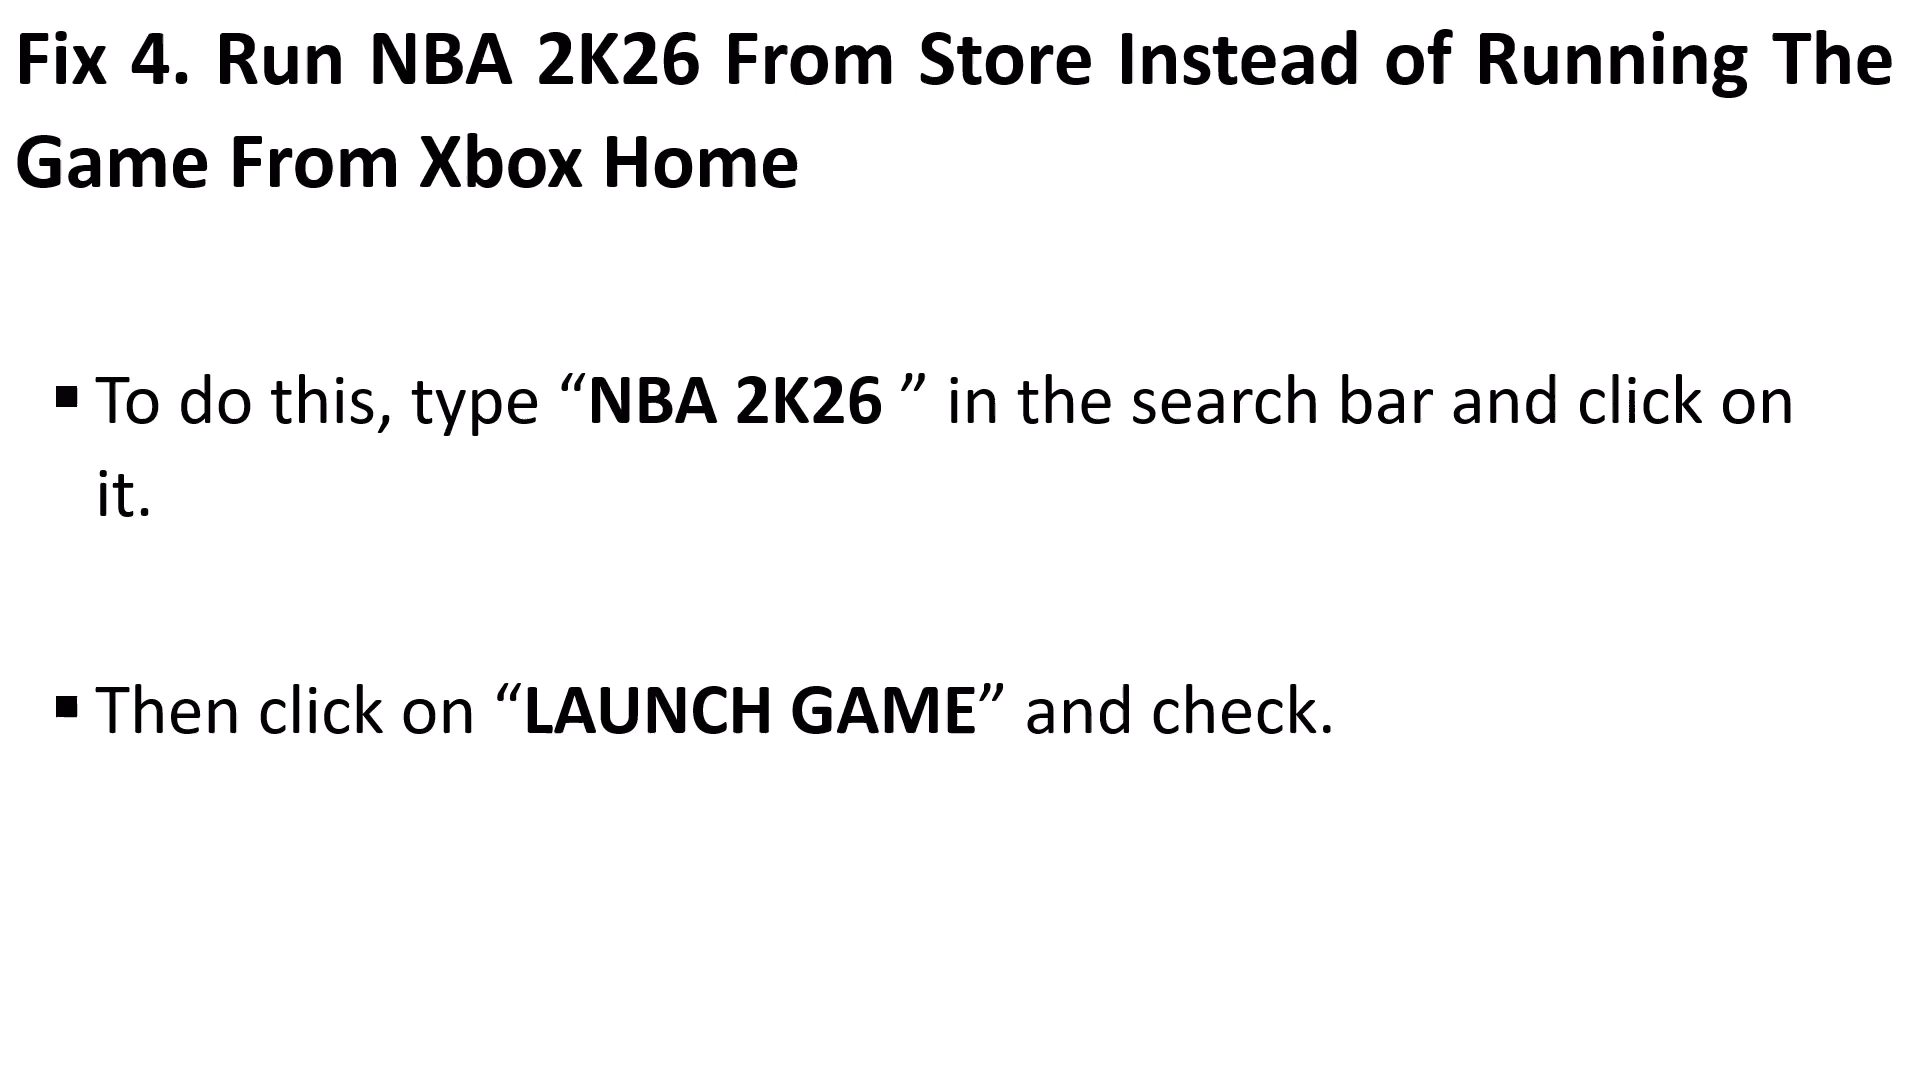 Fix 4. Run NBA 2K26 From Store Instead of Running The
Game From Xbox Home
▪ To do this, type “NBA 2K26 ” in the search bar and click on
it.
▪ Then click on “LAUNCH GAME” and check.